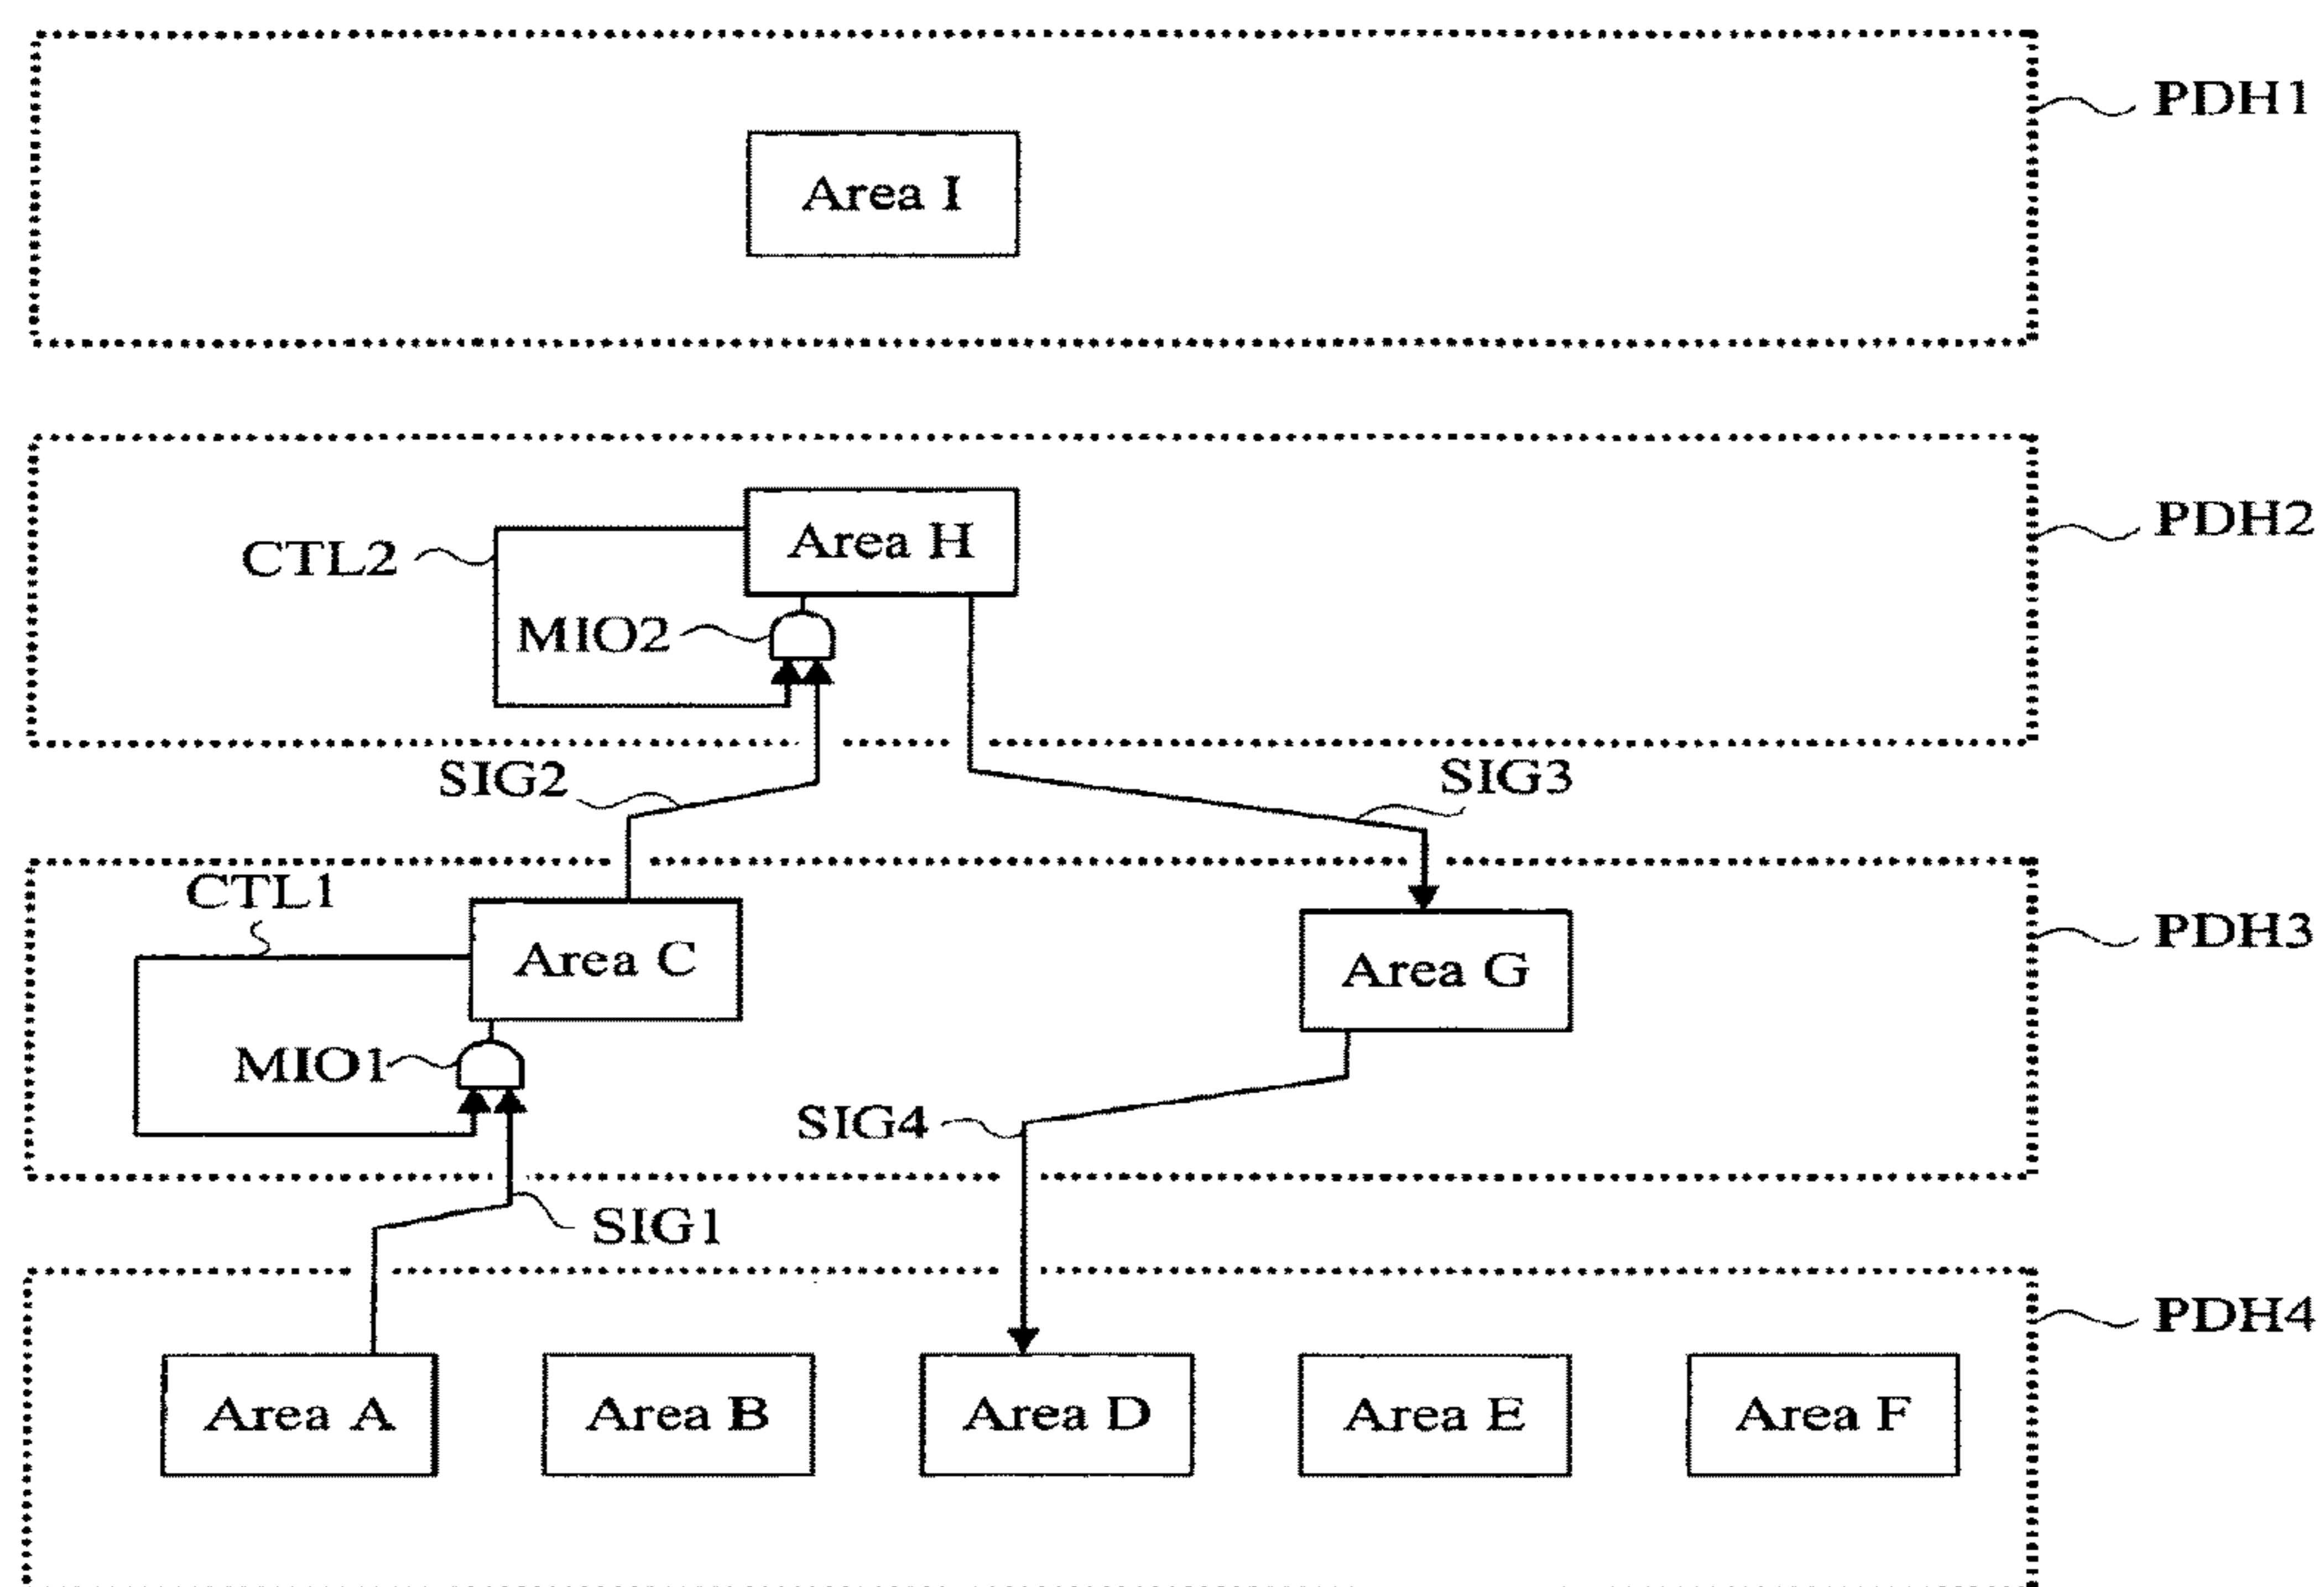 PDH1
Area I
PDH2
Area H
CTL2
MIO2
SIG2
SIG3
CTL1
PDH3
Area C
Area G
MIO1
SIG4
SIG1
PDH4
Area A
Area B
Area D
Area E
Area F